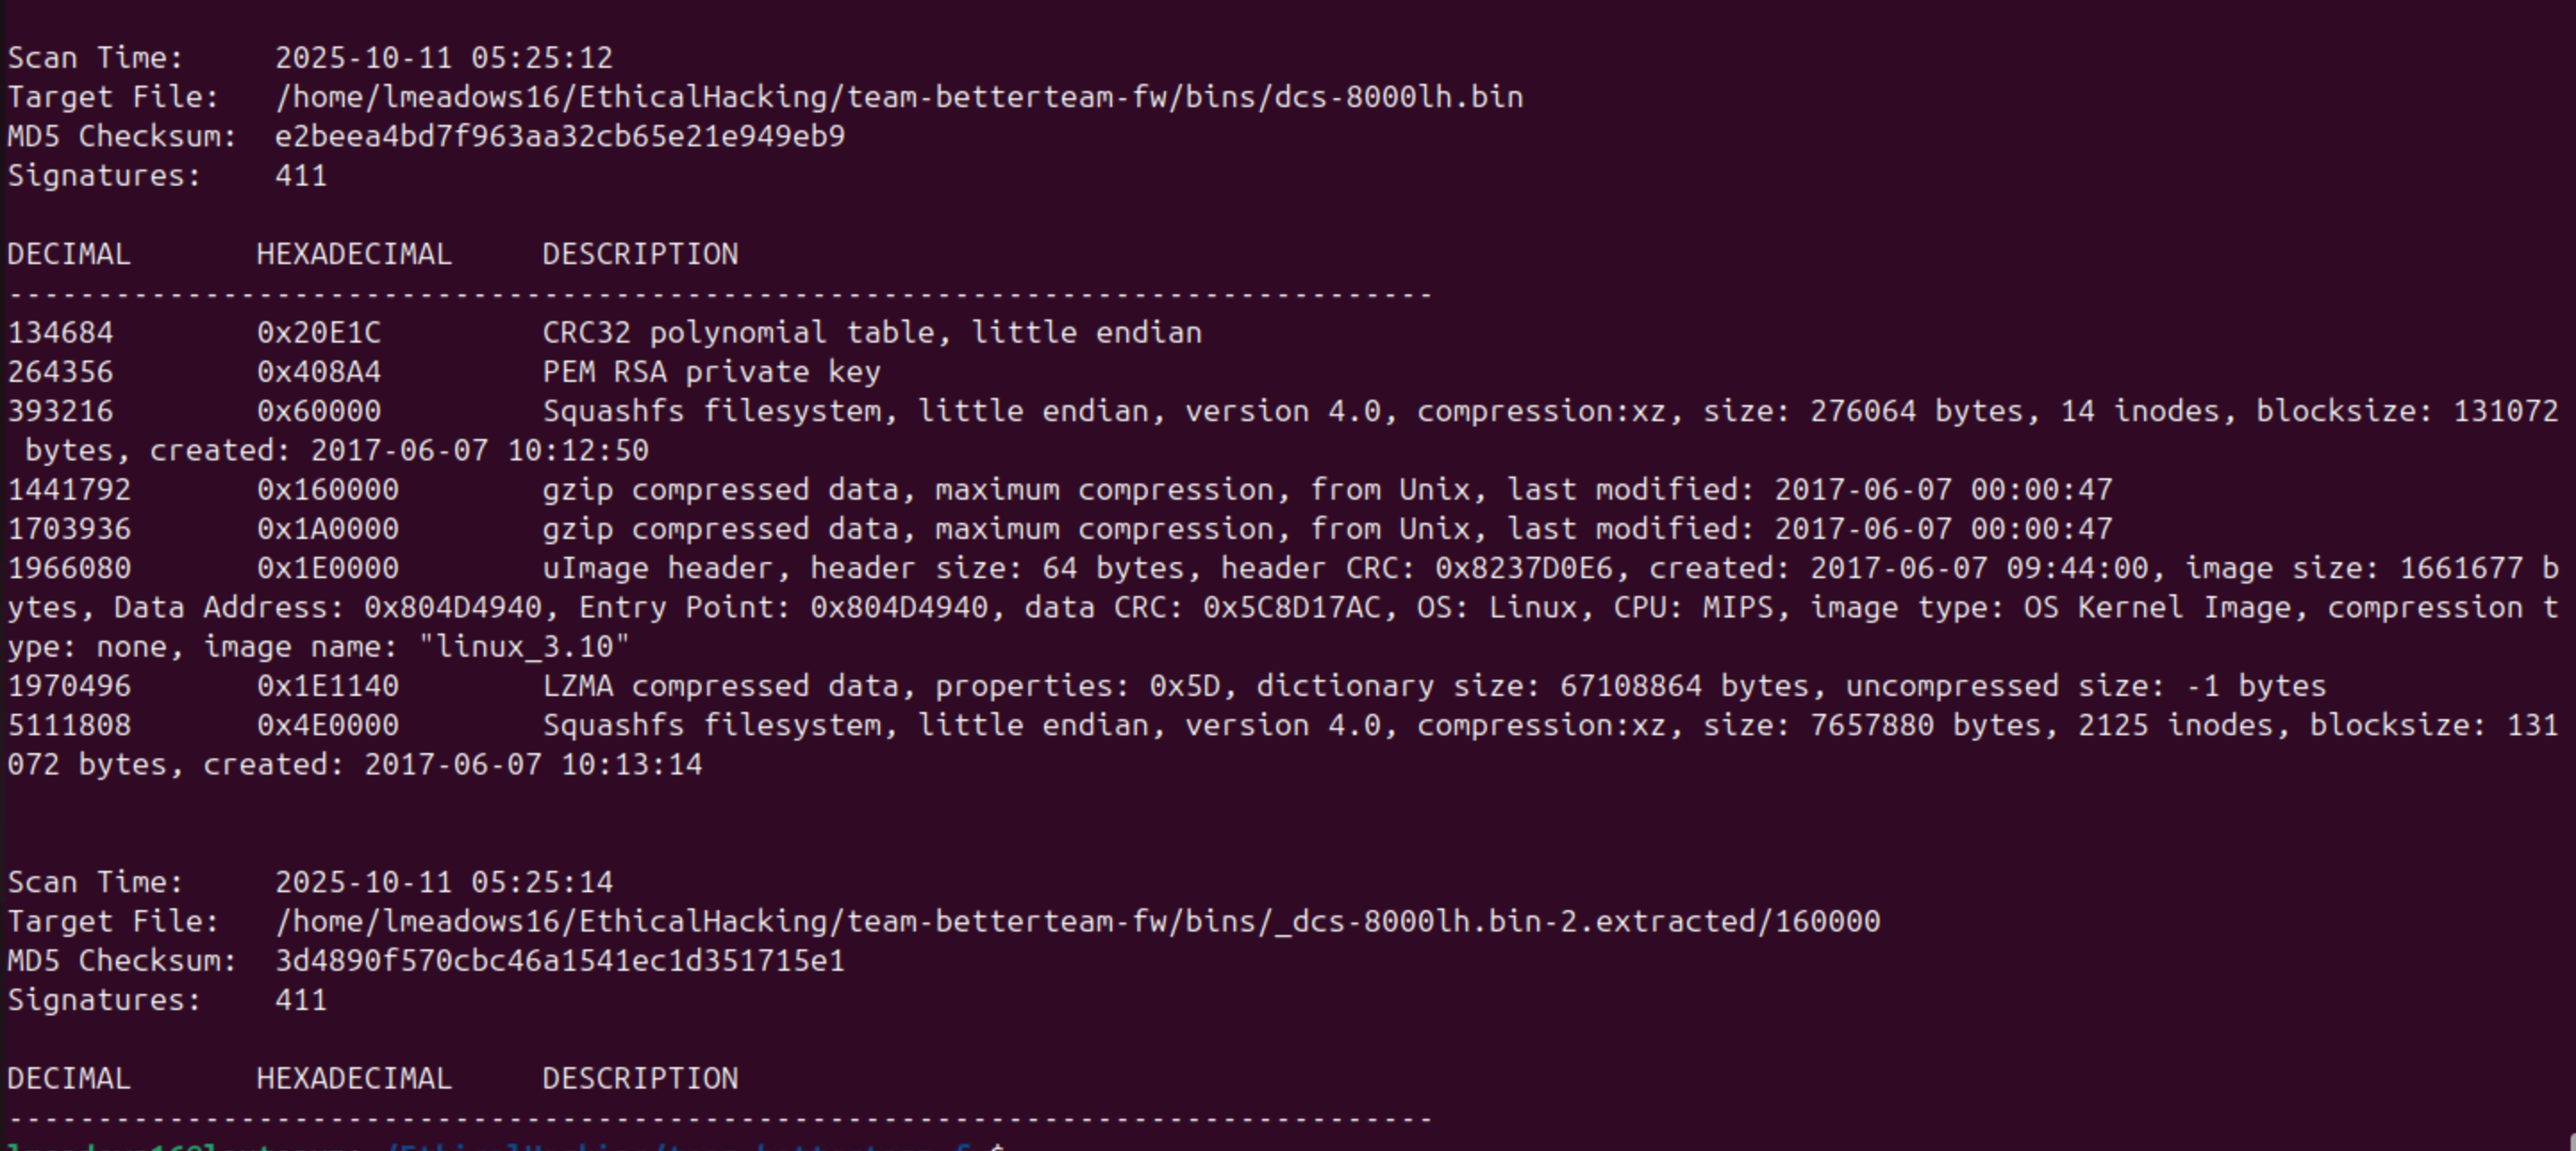 Scan Time:     2025-10-11 05:25:12
Target File:   /home/lmeadows16/EthicalHacking/team-betterteam-fw/bins/dcs-8000lh.bin
MD5 Checksum:  e2beea4bd7f963aa32cb65e21e949eb9
Signatures:    411
DECIMAL       HEXADECIMAL     DESCRIPTION
--------------------------------------------------------------------------------
134684        0x20E1C         CRC32 polynomial table, little endian
264356        0x408A4         PEM RSA private key
393216        0x60000         Squashfs filesystem, little endian, version 4.0, compression:xz, size: 276064 bytes, 14 inodes, blocksize: 131072
 bytes, created: 2017-06-07 10:12:50
1441792       0x160000        gzip compressed data, maximum compression, from Unix, last modified: 2017-06-07 00:00:47
1703936       0x1A0000        gzip compressed data, maximum compression, from Unix, last modified: 2017-06-07 00:00:47
1966080       0x1E0000        uImage header, header size: 64 bytes, header CRC: 0x8237D0E6, created: 2017-06-07 09:44:00, image size: 1661677 b
ytes, Data Address: 0x804D4940, Entry Point: 0x804D4940, data CRC: 0x5C8D17AC, OS: Linux, CPU: MIPS, image type: OS Kernel Image, compression t
ype: none, image name: "linux_3.10"
1970496       0x1E1140        LZMA compressed data, properties: 0x5D, dictionary size: 67108864 bytes, uncompressed size: -1 bytes
5111808       0x4E0000        Squashfs filesystem, little endian, version 4.0, compression:xz, size: 7657880 bytes, 2125 inodes, blocksize: 131
072 bytes, created: 2017-06-07 10:13:14
Scan Time:     2025-10-11 05:25:14
Target File:   /home/lmeadows16/EthicalHacking/team-betterteam-fw/bins/_dcs-8000lh.bin-2.extracted/160000
MD5 Checksum:  3d4890f570cbc46a1541ec1d351715e1
Signatures:    411
DECIMAL       HEXADECIMAL     DESCRIPTION
--------------------------------------------------------------------------------